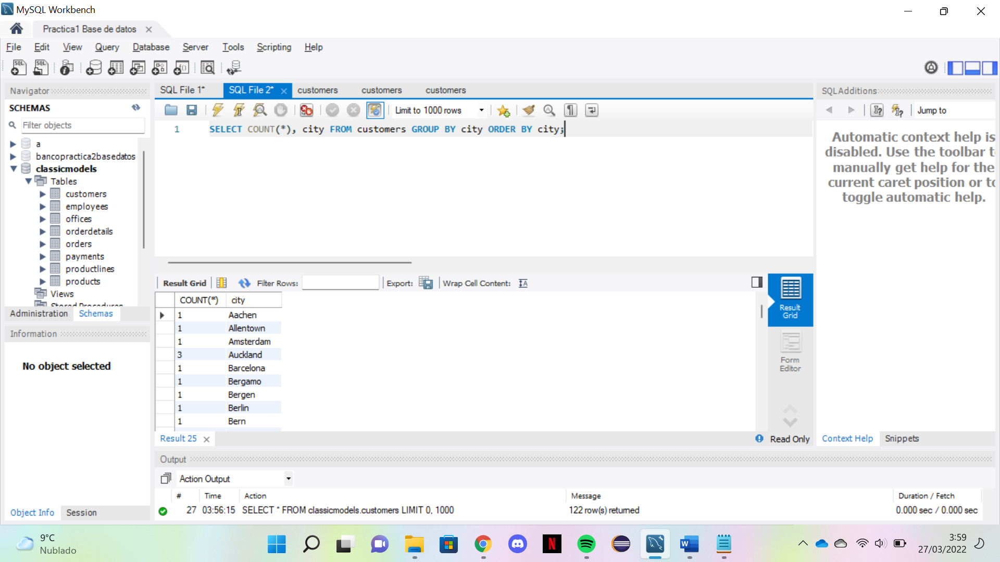 MySQL Workbench
Practica1 Base de datos
File Edit View Query Database Server Tools Scripting Help
Navigator
SCHEMAS
Filter objects
a
bancopractica2basedatos
classicmodels
Tables
customers
employees
offices
orderdetails
orders
payments
productlines
products
Views
Stored Procedures
Administration Schemas
Information
No object selected
Object Info Session
SQL File 1* SQL File 2* customers customers customers
Limit to 1000 rows
1 SELECT COUNT(*), city FROM customers GROUP BY city ORDER BY city;
Result Grid Filter Rows: Export: Wrap Cell Content:
COUNT(*) city
1 Aachen
1 Allentown
1 Amsterdam
3 Auckland
1 Barcelona
1 Bergamo
1 Bergen
1 Berlin
1 Bern
Result Grid
Form Editor
Result 25
Read Only
SQLAdditions
Jump to
Automatic context help is
disabled. Use the toolbar t
manually get help for the
current caret position or to
toggle automatic help.
Context Help Snippets
Output
Action Output
# Time Action Message Duration / Fetch
27 03:56:15 SELECT * FROM classicmodels.customers LIMIT 0, 1000 122 row(s) returned 0.000 sec / 0.000 sec
9°C
Nublado
3:59
27/03/2022